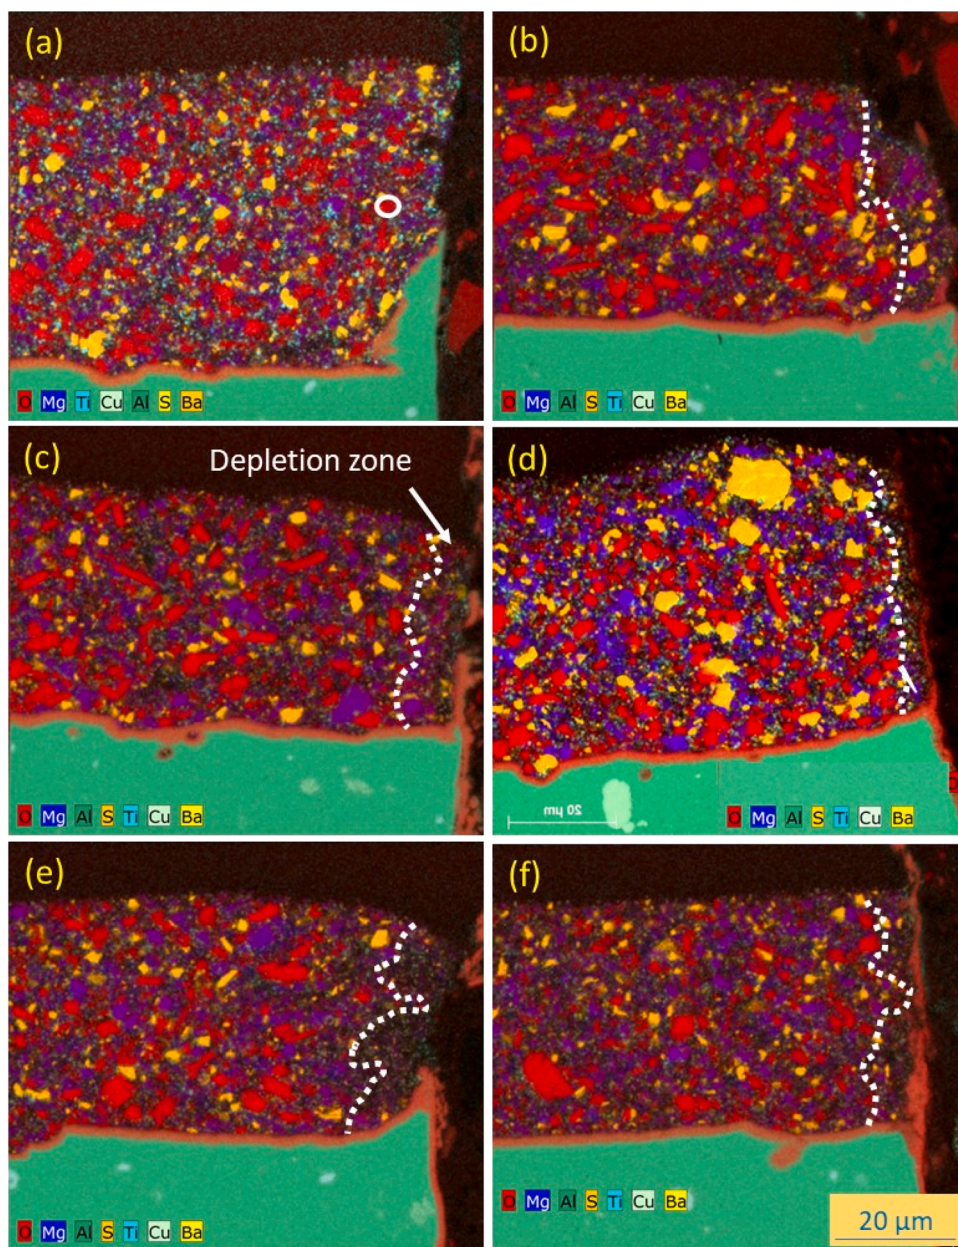 (a)
O Mg Ti Cu Al S Ba
(b)
O Mg Al S Ti Cu Ba
(c)
Depletion zone
O Mg Al S Ti Cu Ba
(d)
20 µm
O Mg Al S Ti Cu Ba
(e)
O Mg Al S Ti Cu Ba
(f)
O Mg Al S Ti Cu Ba
20 µm